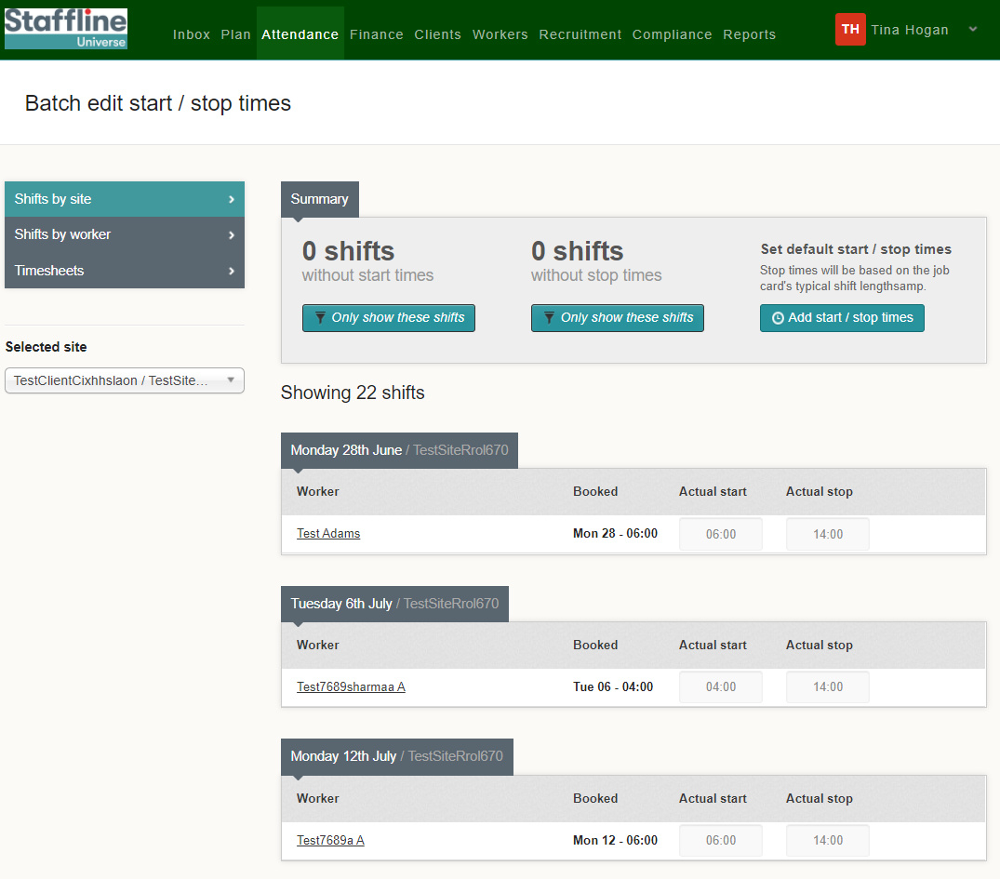 Staffline
Universe
Inbox Plan Attendance Finance Clients Workers Recruitment Compliance Reports
TH Tina Hogan
Batch edit start / stop times
Shifts by site
Shifts by worker
Timesheets
Selected site
TestClientCixhhslaon / TestSite...
Summary
0 shifts
without start times
Only show these shifts
0 shifts
without stop times
Only show these shifts
Set default start / stop times
Stop times will be based on the job
card's typical shift lengthsamp.
Add start / stop times
Showing 22 shifts
Monday 28th June / TestSiteRrol670
Worker Booked Actual start Actual stop
Test Adams Mon 28 - 06:00 06:00 14:00
Tuesday 6th July / TestSiteRrol670
Worker Booked Actual start Actual stop
Test7689sharmaa A Tue 06 - 04:00 04:00 14:00
Monday 12th July / TestSiteRrol670
Worker Booked Actual start Actual stop
Test7689a A Mon 12 - 06:00 06:00 14:00